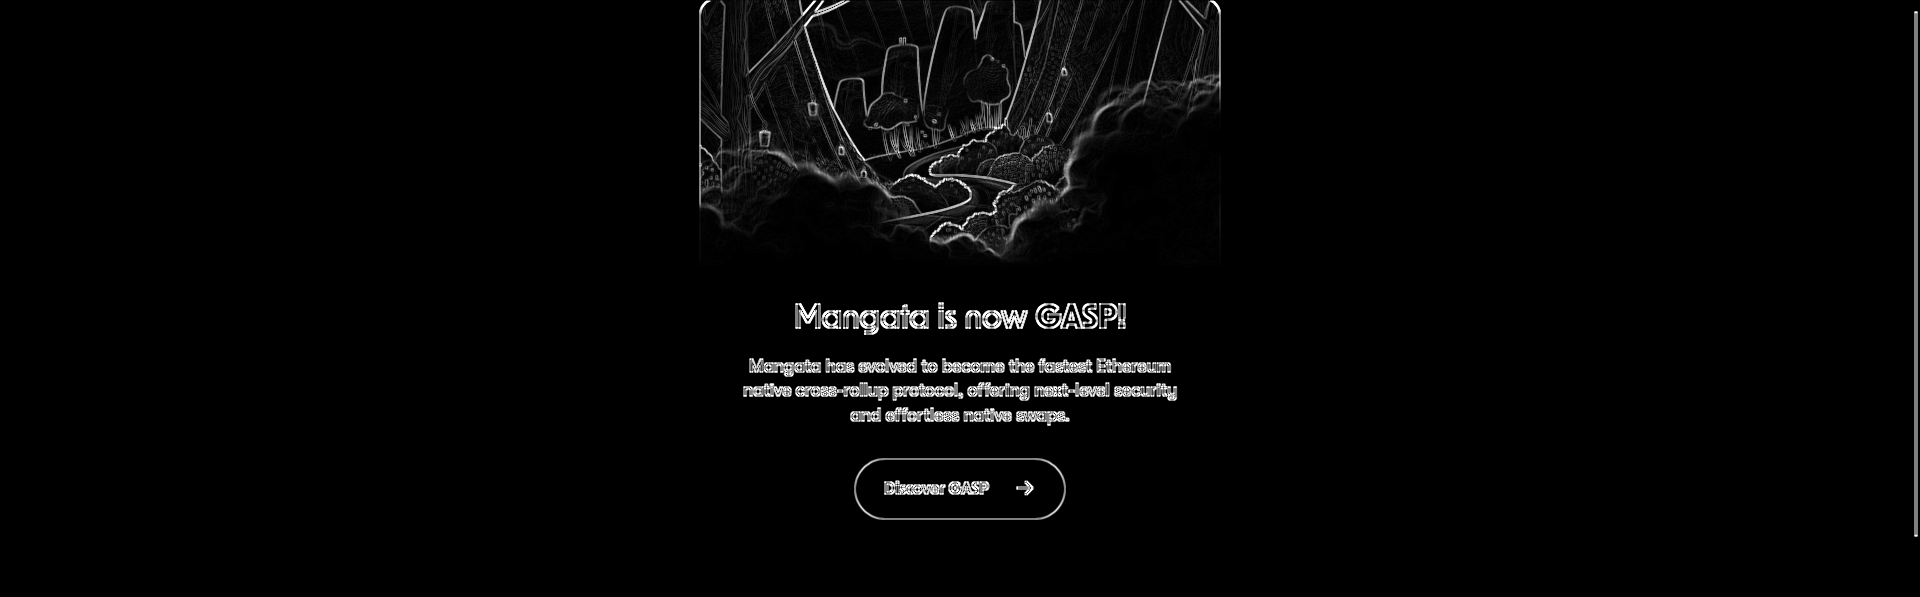 Mangata is now GASP!
Mangata has evolved to become the fastest Ethereum
native cross-rollup protocol, offering next-level security
and effortless native swaps.
Discover GASP